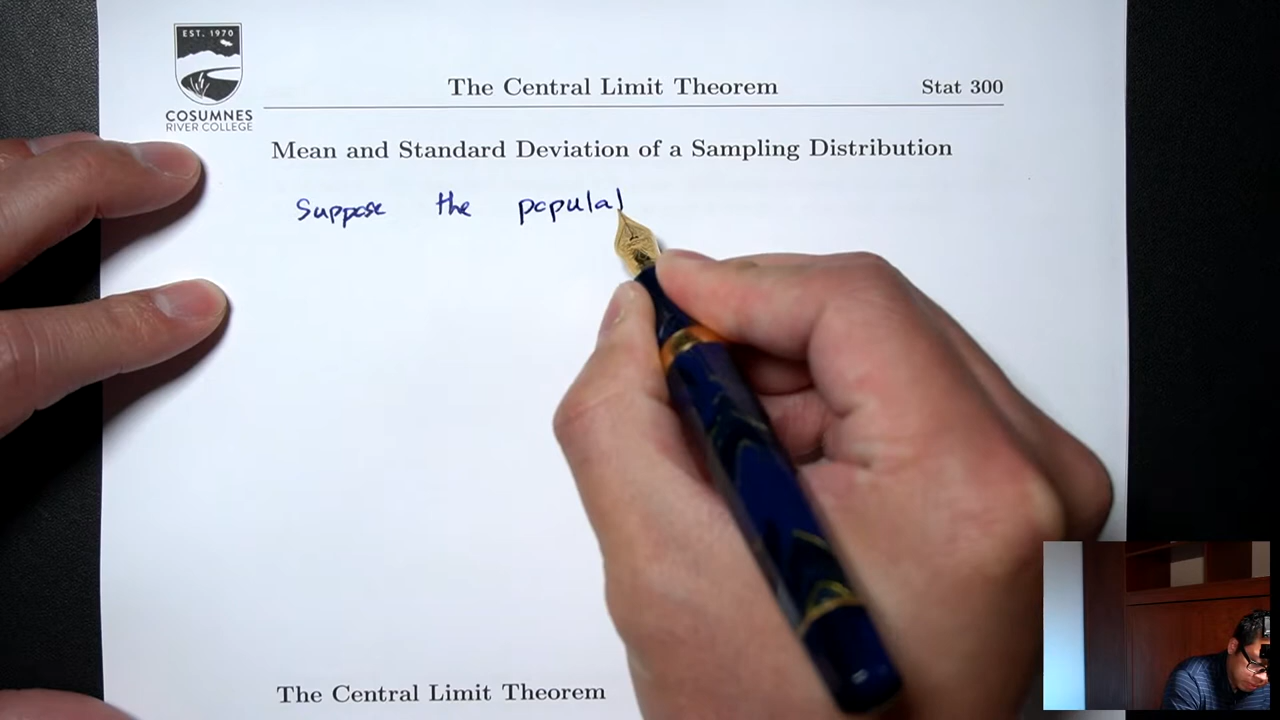 EST. 1970
COSUMNES
RIVER COLLEGE
The Central Limit Theorem Stat 300
Mean and Standard Deviation of a Sampling Distribution
Suppose the populat
The Central Limit Theorem